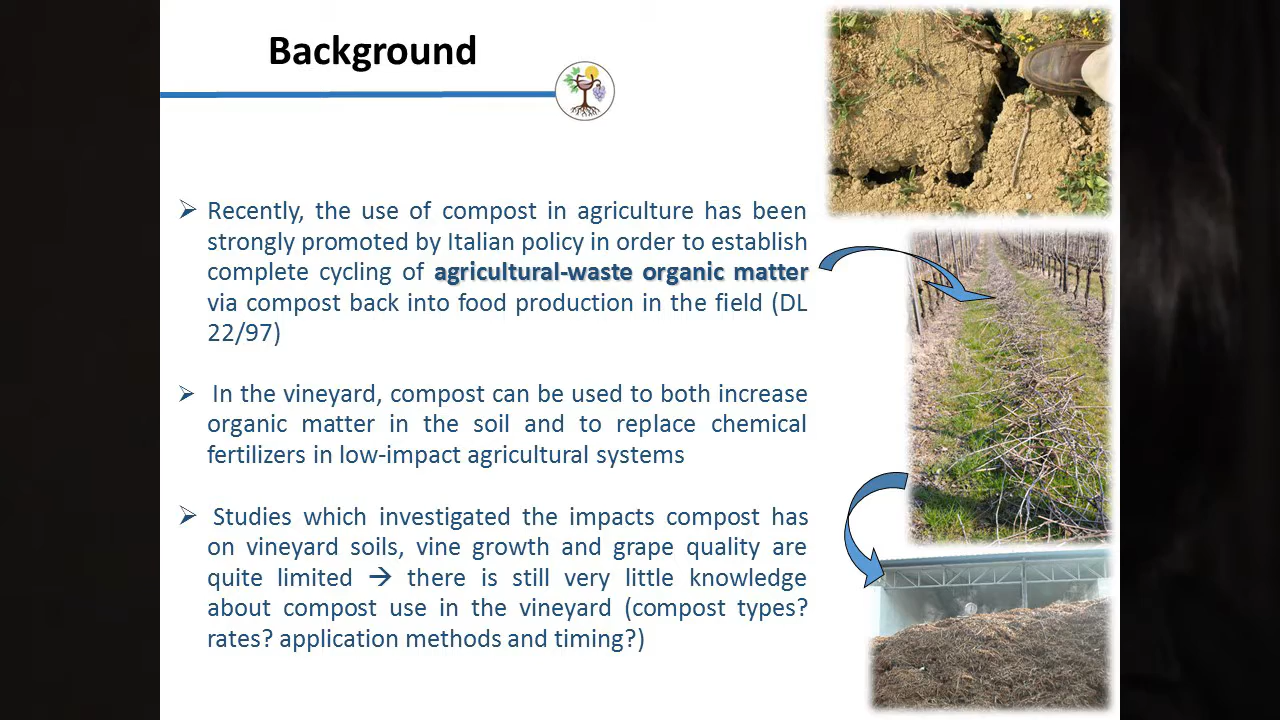 Background
➢ Recently, the use of compost in agriculture has been
strongly promoted by Italian policy in order to establish
complete cycling of agricultural-waste organic matter
via compost back into food production in the field (DL
22/97)
➢ In the vineyard, compost can be used to both increase
organic matter in the soil and to replace chemical
fertilizers in low-impact agricultural systems
➢ Studies which investigated the impacts compost has
on vineyard soils, vine growth and grape quality are
quite limited → there is still very little knowledge
about compost use in the vineyard (compost types?
rates? application methods and timing?)